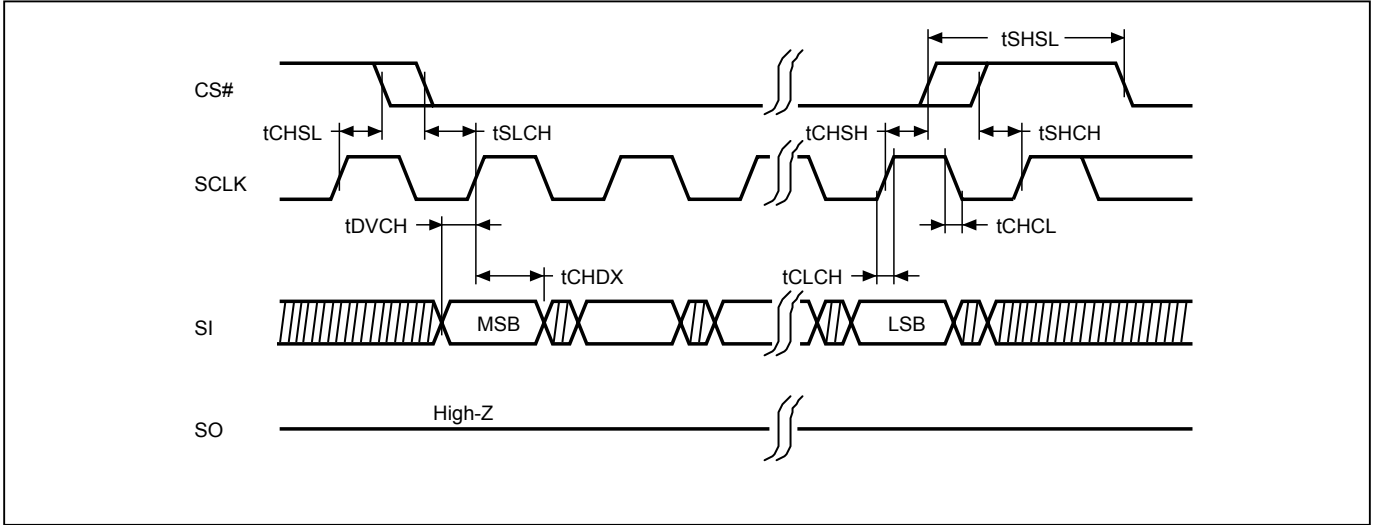 tSHSL
CS#
tCHSL
tSLCH
tCHSH
tSHCH
SCLK
tDVCH
tCHCL
tCHDX
tCLCH
SI
MSB
LSB
High-Z
SO